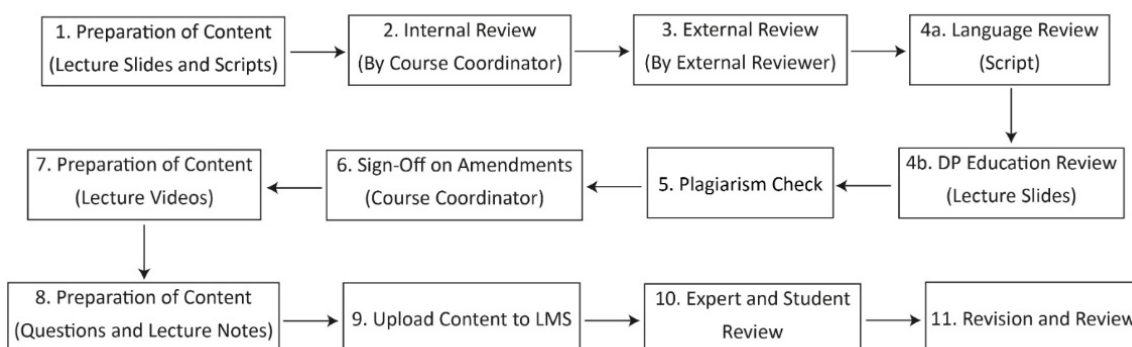 1. Preparation of Content
(Lecture Slides and Scripts)
2. Internal Review
(By Course Coordinator)
3. External Review
(By External Reviewer)
4a. Language Review
(Script)
4b. DP Education Review
(Lecture Slides)
5. Plagiarism Check
6. Sign-Off on Amendments
(Course Coordinator)
7. Preparation of Content
(Lecture Videos)
8. Preparation of Content
(Questions and Lecture Notes)
9. Upload Content to LMS
10. Expert and Student
Review
11. Revision and Review